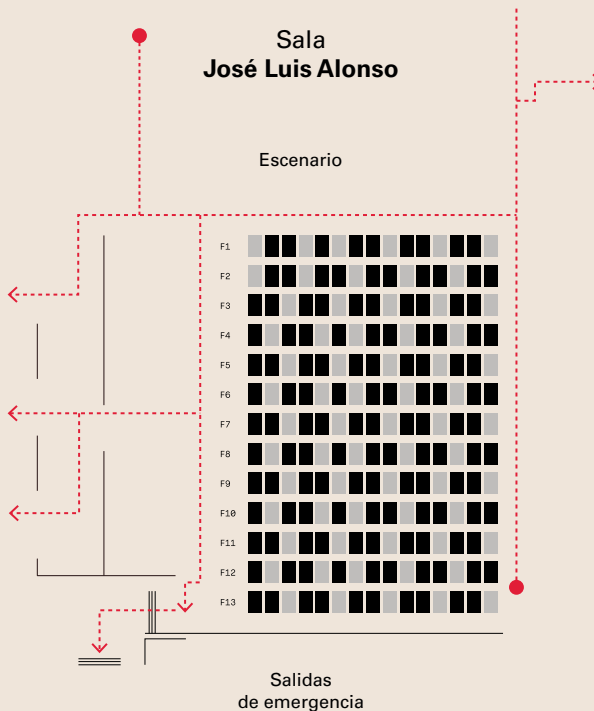 Sala
José Luis Alonso
Escenario
F1
F2
F3
F4
F5
F6
F7
F8
F9
F10
F11
F12
F13
Salidas
de emergencia